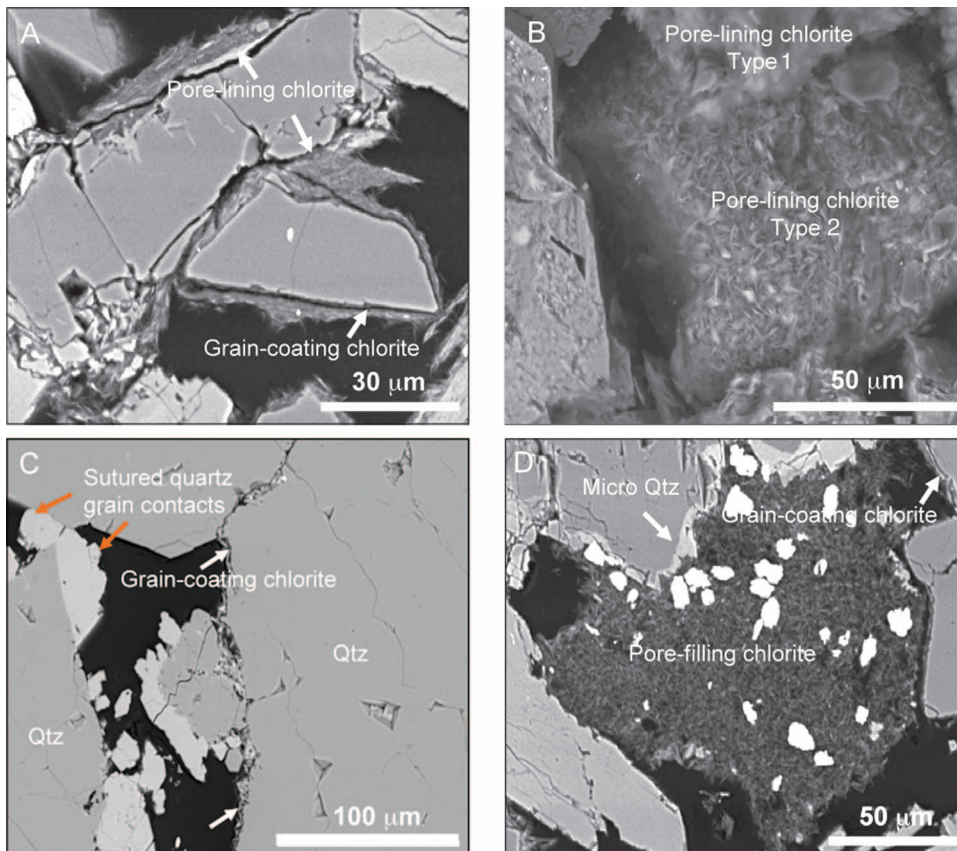 A
Pore-lining chlorite
Grain-coating chlorite
30 μm
B
Pore-lining chlorite
Type 1
Pore-lining chlorite
Type 2
50 μm
C
Sutured quartz
grain contacts
Grain-coating chlorite
Qtz
Qtz
100 μm
D
Micro Qtz
Grain-coating chlorite
Pore-filling chlorite
50 μm